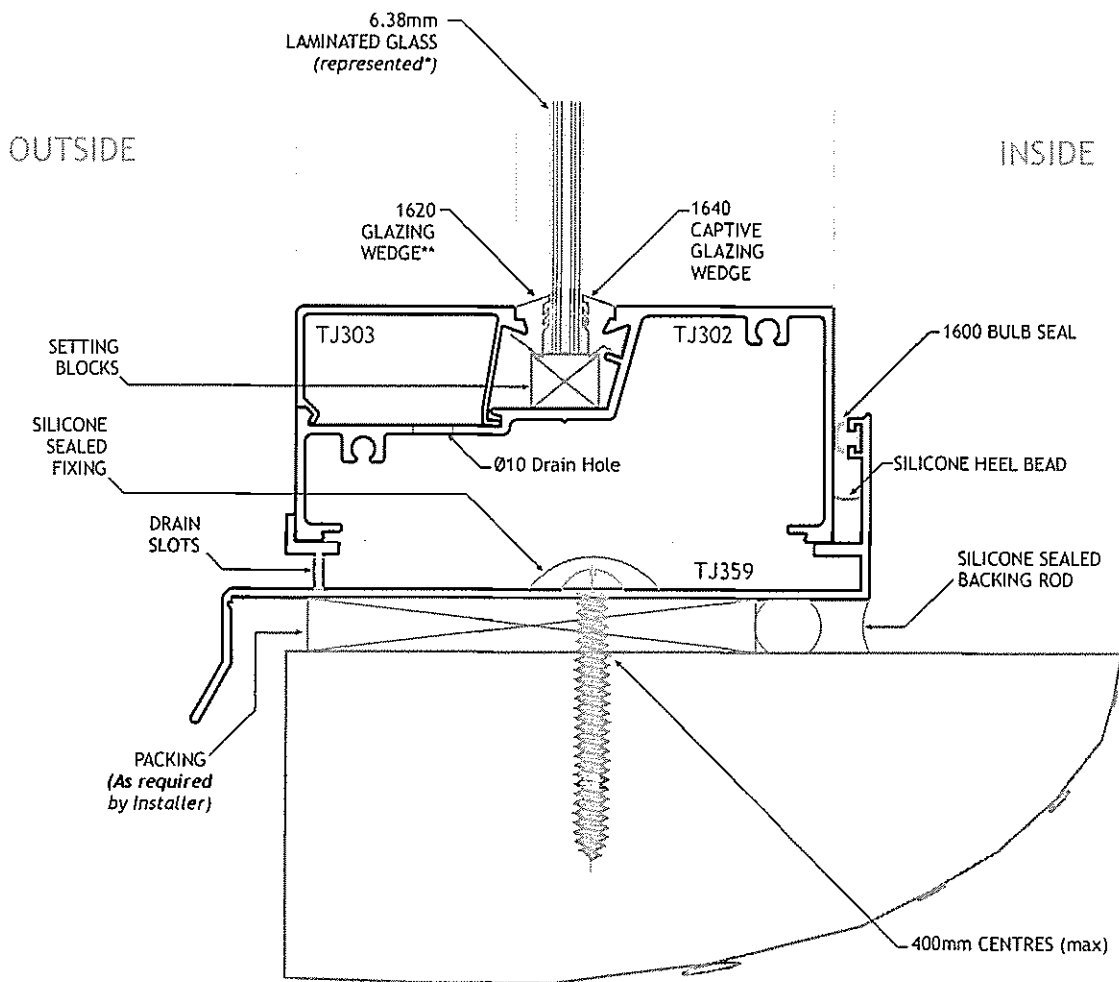 6.38mm
LAMINATED GLASS
(represented*)
OUTSIDE
INSIDE
1620
GLAZING
WEDGE**
1640
CAPTIVE
GLAZING
WEDGE
TJ303
TJ302
1600 BULB SEAL
SETTING
BLOCKS
SILICONE
SEALED
FIXING
Ø10 Drain Hole
SILICONE HEEL BEAD
DRAIN
SLOTS
TJ359
SILICONE SEALED
BACKING ROD
PACKING
(As required
by Installer)
400mm CENTRES (max)